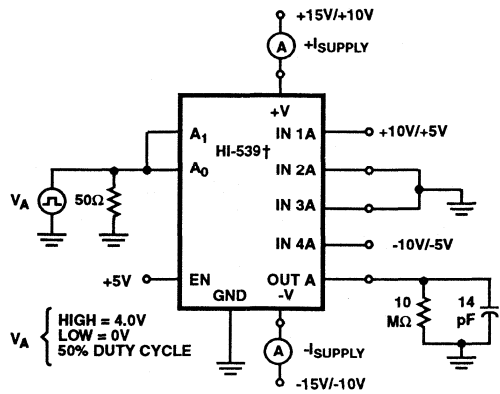 +15V/+10V
A
+ISUPPLY
+V
A1
HI-539†
IN 1A
+10V/+5V
A0
IN 2A
VA
50Ω
IN 3A
IN 4A
-10V/-5V
+5V
EN
OUT A
GND
-V
10
MΩ
14
pF
VA
HIGH = 4.0V
LOW = 0V
50% DUTY CYCLE
A
-ISUPPLY
-15V/-10V